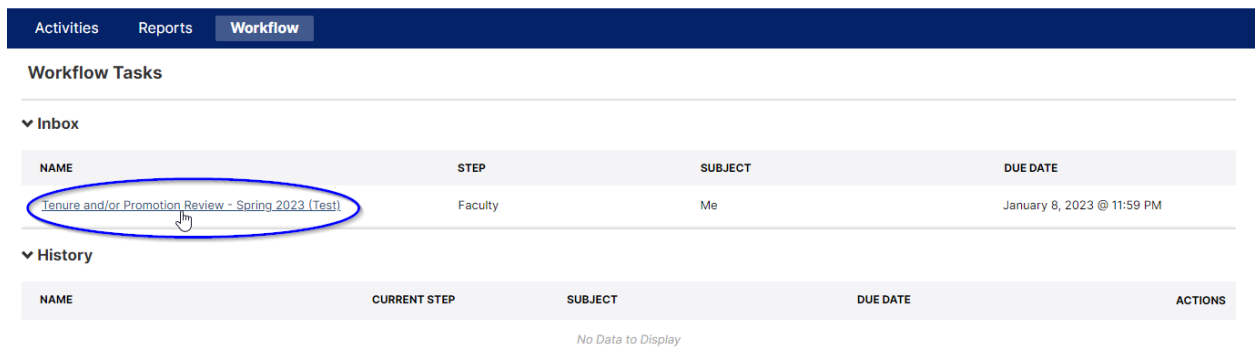 Activities Reports Workflow
Workflow Tasks
Inbox
NAME STEP SUBJECT DUE DATE
Tenure and/or Promotion Review - Spring 2023 (Test) Faculty Me January 8, 2023 @ 11:59 PM
History
NAME CURRENT STEP SUBJECT DUE DATE ACTIONS
No Data to Display